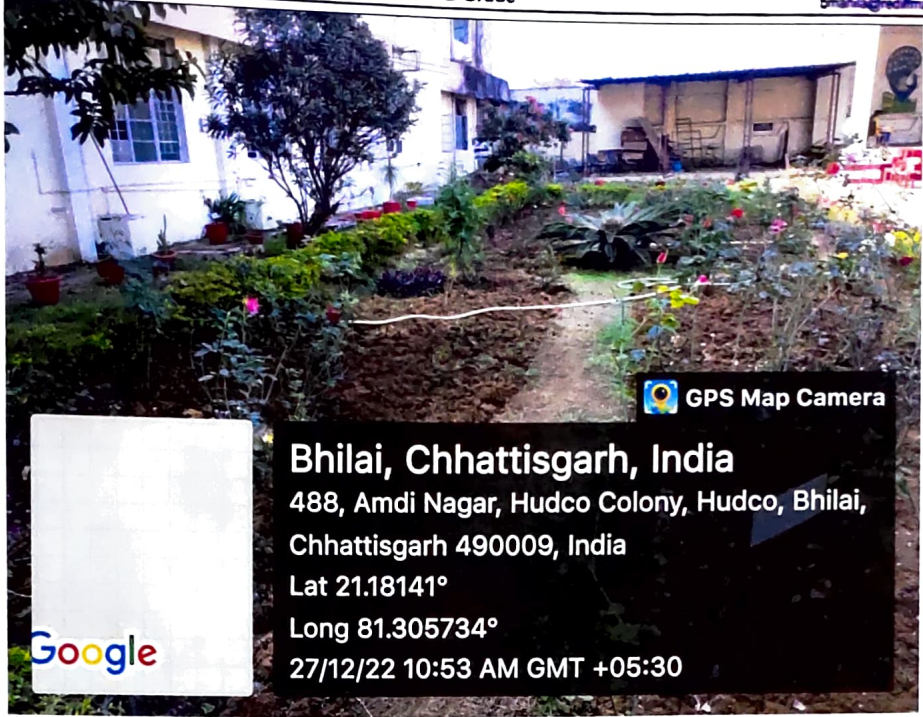 GPS Map Camera
Bhilai, Chhattisgarh, India
488, Amdi Nagar, Hudco Colony, Hudco, Bhilai,
Chhattisgarh 490009, India
Lat 21.18141°
Long 81.305734°
27/12/22 10:53 AM GMT +05:30
Google